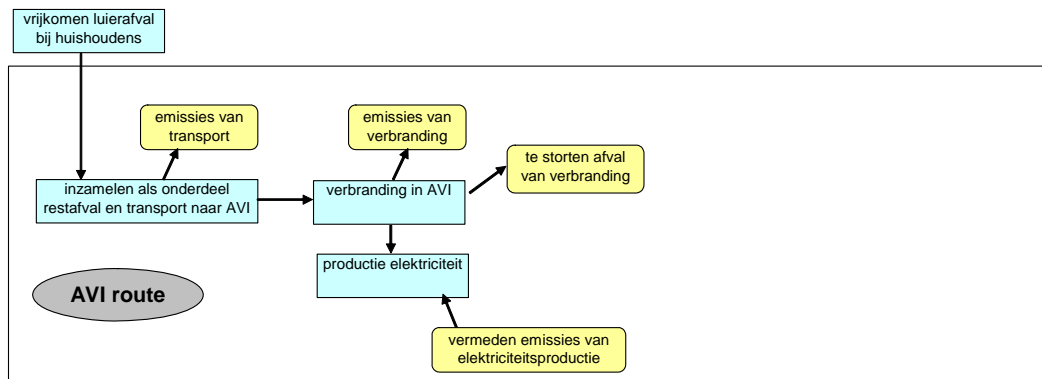 vrijkomen luierafval
bij huishoudens
emissies van
transport
emissies van
verbranding
te storten afval
van verbranding
inzamelen als onderdeel
restafval en transport naar AVI
verbranding in AVI
productie elektriciteit
AVI route
vermeden emissies van
elektriciteitsproductie